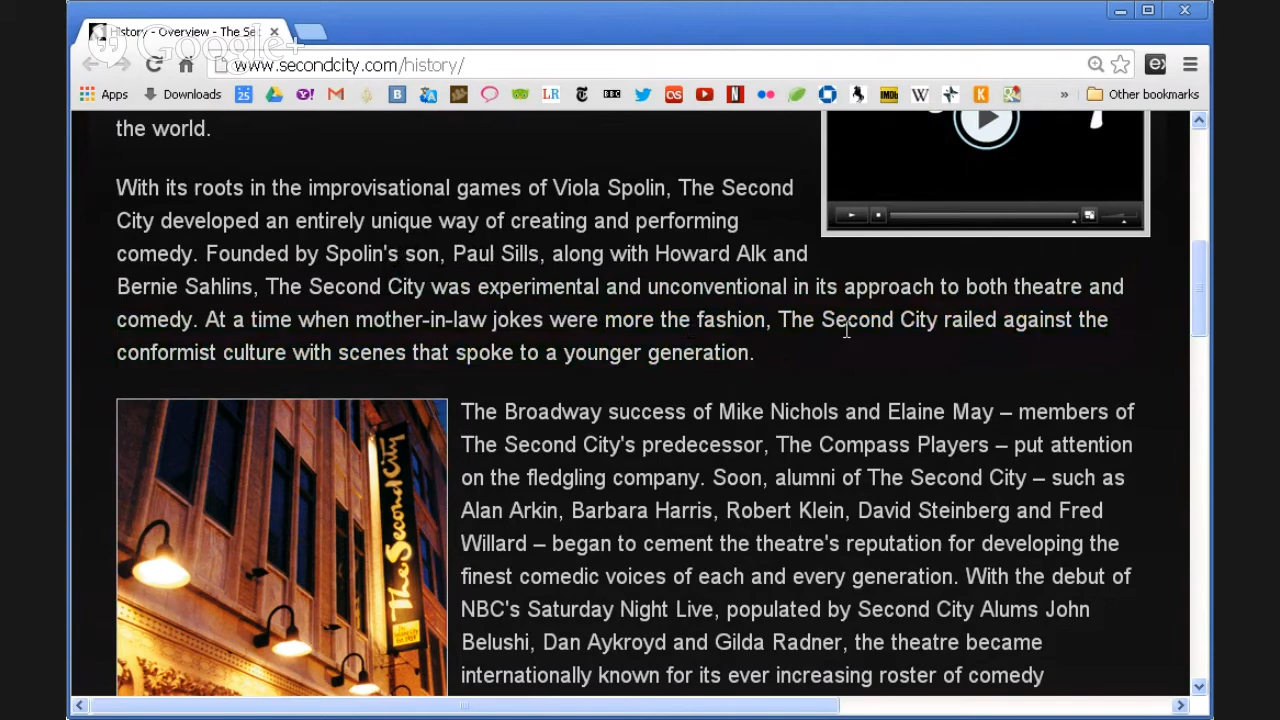 History - Overview - The Se
Google+
www.secondcity.com/history/
Apps
Downloads
25
Y!
B
LR
T
BBC
N
IMDb
W
K
»
Other bookmarks
the world.
With its roots in the improvisational games of Viola Spolin, The Second
City developed an entirely unique way of creating and performing
comedy. Founded by Spolin's son, Paul Sills, along with Howard Alk and
Bernie Sahlins, The Second City was experimental and unconventional in its approach to both theatre and
comedy. At a time when mother-in-law jokes were more the fashion, The Second City railed against the
conformist culture with scenes that spoke to a younger generation.
The Second City
The Broadway success of Mike Nichols and Elaine May – members of
The Second City's predecessor, The Compass Players – put attention
on the fledgling company. Soon, alumni of The Second City – such as
Alan Arkin, Barbara Harris, Robert Klein, David Steinberg and Fred
Willard – began to cement the theatre's reputation for developing the
finest comedic voices of each and every generation. With the debut of
NBC's Saturday Night Live, populated by Second City Alums John
Belushi, Dan Aykroyd and Gilda Radner, the theatre became
internationally known for its ever increasing roster of comedy